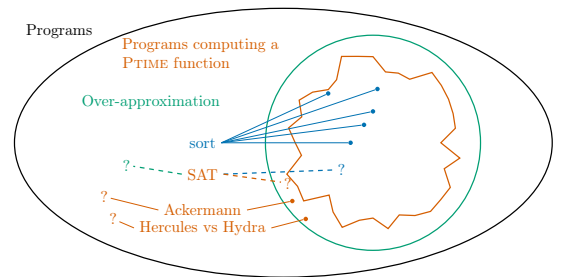 Programs
Programs computing a
PTIME function
Over-approximation
sort
?
SAT
?
?
?
Ackermann
?
Hercules vs Hydra